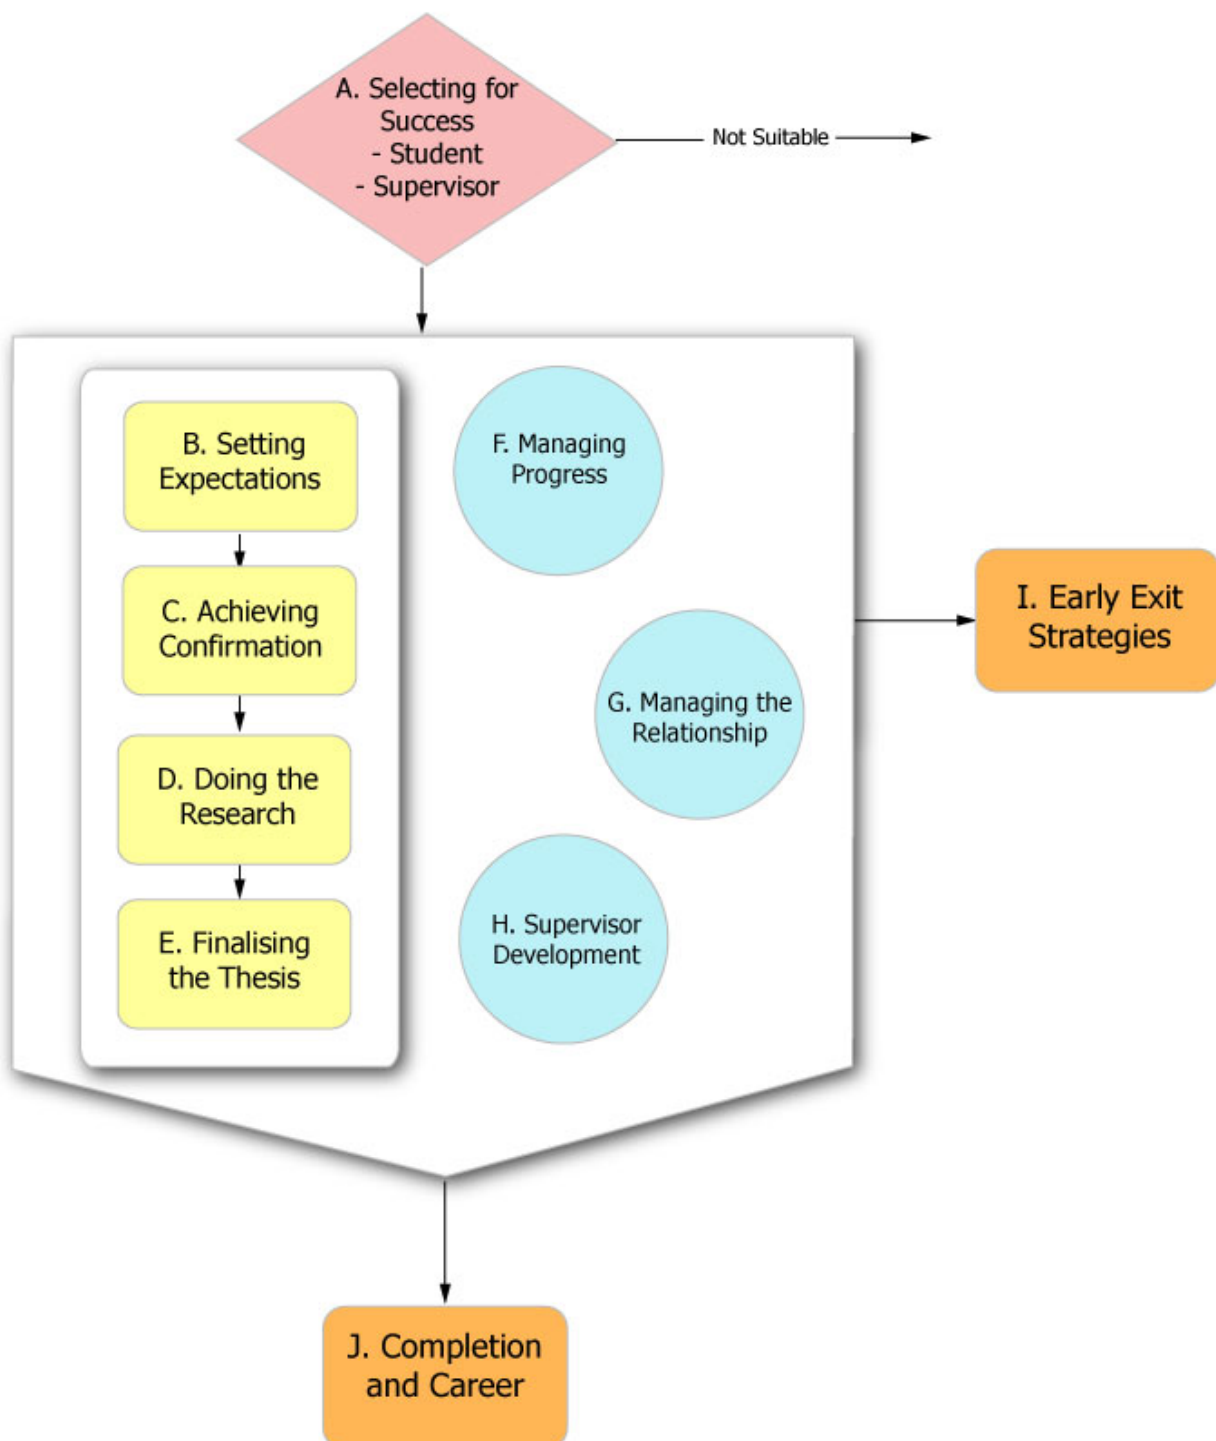 A. Selecting for
Success
- Student
- Supervisor
Not Suitable
B. Setting
Expectations
C. Achieving
Confirmation
D. Doing the
Research
E. Finalising
the Thesis
F. Managing
Progress
G. Managing the
Relationship
H. Supervisor
Development
I. Early Exit
Strategies
J. Completion
and Career